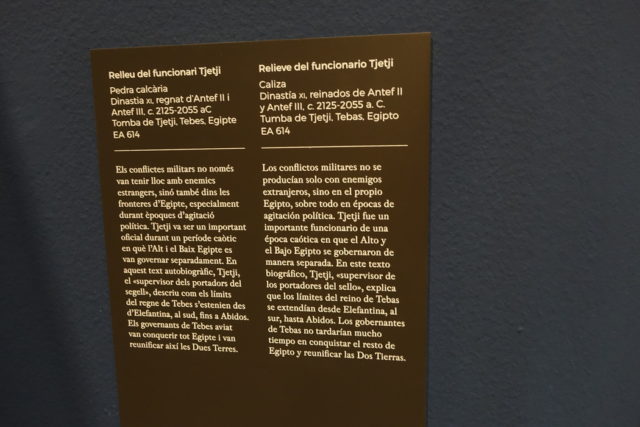 Relleu del funcionari Tjetji
Pedra calcària
Dinastia XI, regnat d'Antef II i
Antef III, c. 2125-2055 aC
Tomba de Tjetji, Tebes, Egipte
EA 614
Els conflictes militars no només
van tenir lloc amb enemics
estrangers, sinó també dins les
fronteres d'Egipte, especialment
durant èpoques d'agitació
política. Tjetji va ser un important
oficial durant un període caòtic
en què l'Alt i el Baix Egipte es
van governar separadament. En
aquest text autobiogràfic, Tjetji,
el «supervisor dels portadors del
segell», descriu com els límits
del regne de Tebes s'estenien des
d'Elefantina, al sud, fins a Abidos.
Els governants de Tebes aviat
van conquerir tot Egipte i van
reunificar així les Dues Terres.
Relieve del funcionario Tjetji
Caliza
Dinastía XI, reinados de Antef II
y Antef III, c. 2125-2055 a. C.
Tumba de Tjetji, Tebas, Egipto
EA 614
Los conflictos militares no se
producían solo con enemigos
extranjeros, sino en el propio
Egipto, sobre todo en épocas de
agitación política. Tjetji fue un
importante funcionario de una
época caótica en que el Alto y
el Bajo Egipto se gobernaron de
manera separada. En este texto
biográfico, Tjetji, «supervisor de
los portadores del sello», explica
que los límites del reino de Tebas
se extendían desde Elefantina, al
sur, hasta Abidos. Los gobernantes
de Tebas no tardarían mucho
tiempo en conquistar el resto de
Egipto y reunificar las Dos Tierras.